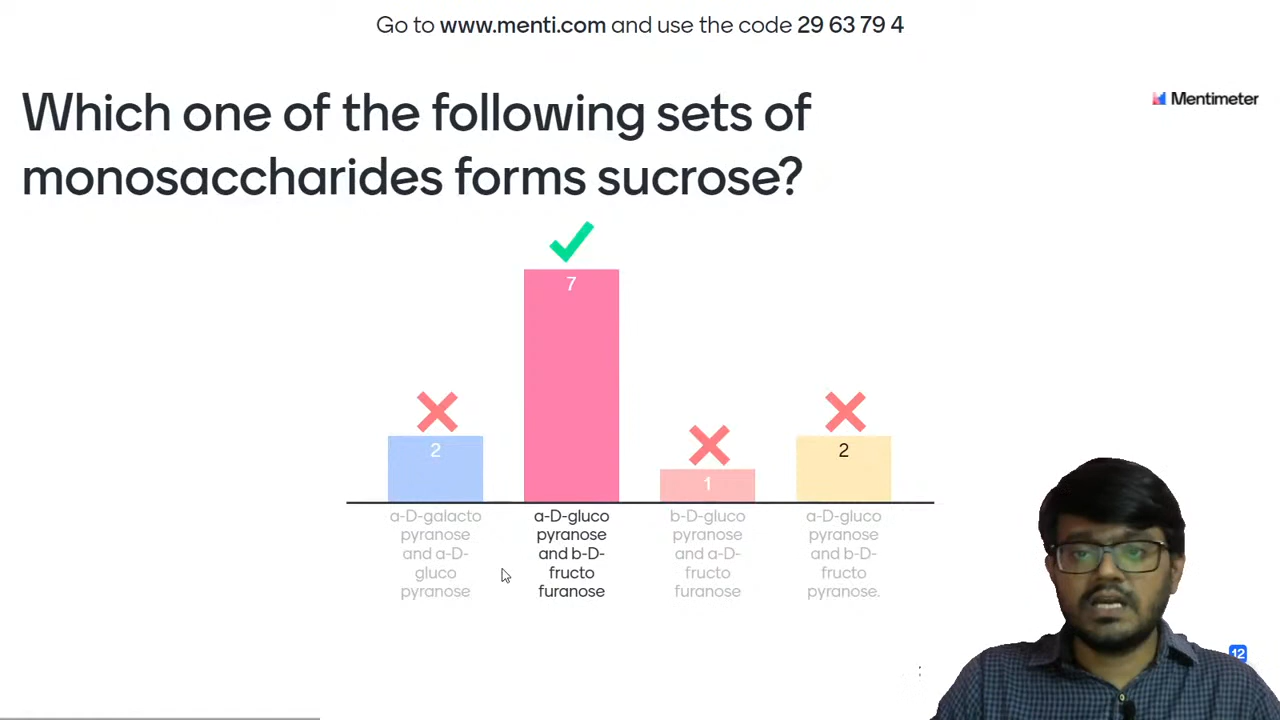 Go to www.menti.com and use the code 29 63 79 4
Which one of the following sets of
monosaccharides forms sucrose?
Mentimeter
7
2
1
2
a-D-galacto
pyranose
and a-D-
gluco
pyranose
a-D-gluco
pyranose
and b-D-
fructo
furanose
b-D-gluco
pyranose
and a-D-
fructo
furanose
a-D-gluco
pyranose
and b-D-
fructo
pyranose.
12